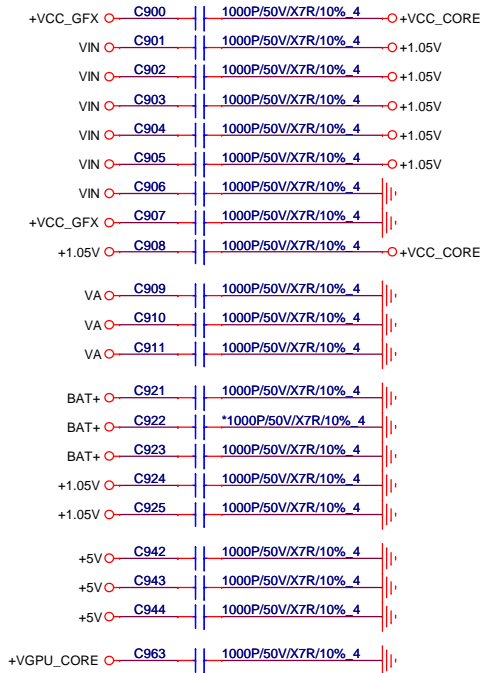 +VCC_GFX C900 1000P/50V/X7R/10%_4 +VCC_CORE
VIN C901 1000P/50V/X7R/10%_4 +1.05V
VIN C902 1000P/50V/X7R/10%_4 +1.05V
VIN C903 1000P/50V/X7R/10%_4 +1.05V
VIN C904 1000P/50V/X7R/10%_4 +1.05V
VIN C905 1000P/50V/X7R/10%_4 +1.05V
VIN C906 1000P/50V/X7R/10%_4
+VCC_GFX C907 1000P/50V/X7R/10%_4
+1.05V C908 1000P/50V/X7R/10%_4 +VCC_CORE
VA C909 1000P/50V/X7R/10%_4
VA C910 1000P/50V/X7R/10%_4
VA C911 1000P/50V/X7R/10%_4
BAT+ C921 1000P/50V/X7R/10%_4
BAT+ C922 *1000P/50V/X7R/10%_4
BAT+ C923 1000P/50V/X7R/10%_4
+1.05V C924 1000P/50V/X7R/10%_4
+1.05V C925 1000P/50V/X7R/10%_4
+5V C942 1000P/50V/X7R/10%_4
+5V C943 1000P/50V/X7R/10%_4
+5V C944 1000P/50V/X7R/10%_4
+VGPU_CORE C963 1000P/50V/X7R/10%_4